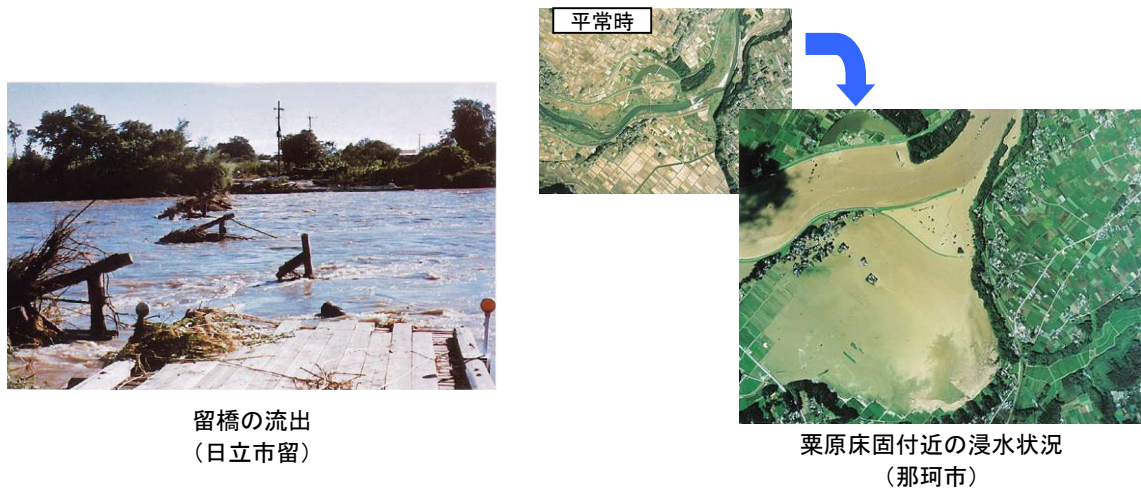 平常時
留橋の流出
（日立市留）
粟原床固付近の浸水状況
（那珂市）